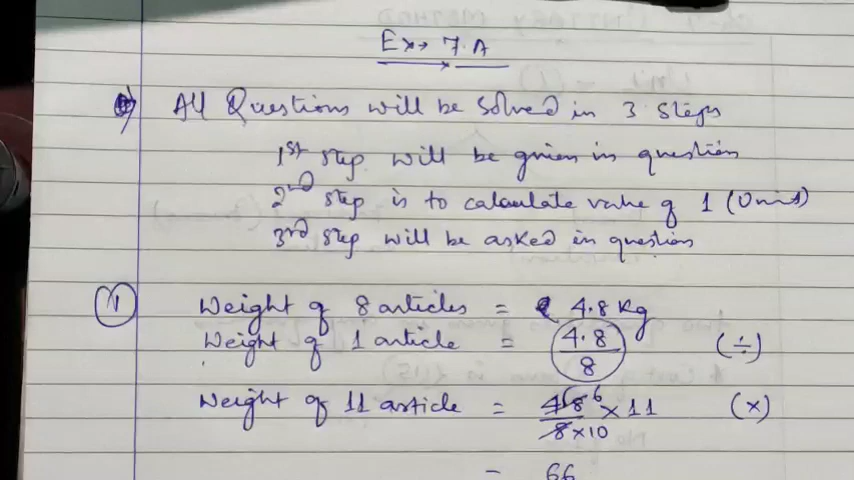 Ex → 7.A
All Questions will be solved in 3 steps
1st step will be given in question
2nd step is to calculate value of 1 (Unit)
3rd step will be asked in question
1 Weight of 8 articles = 4.8 Kg
Weight of 1 article = 4.8/8 (÷)
Weight of 11 article = 48 6 × 11 / 8×10 (×)
= 66